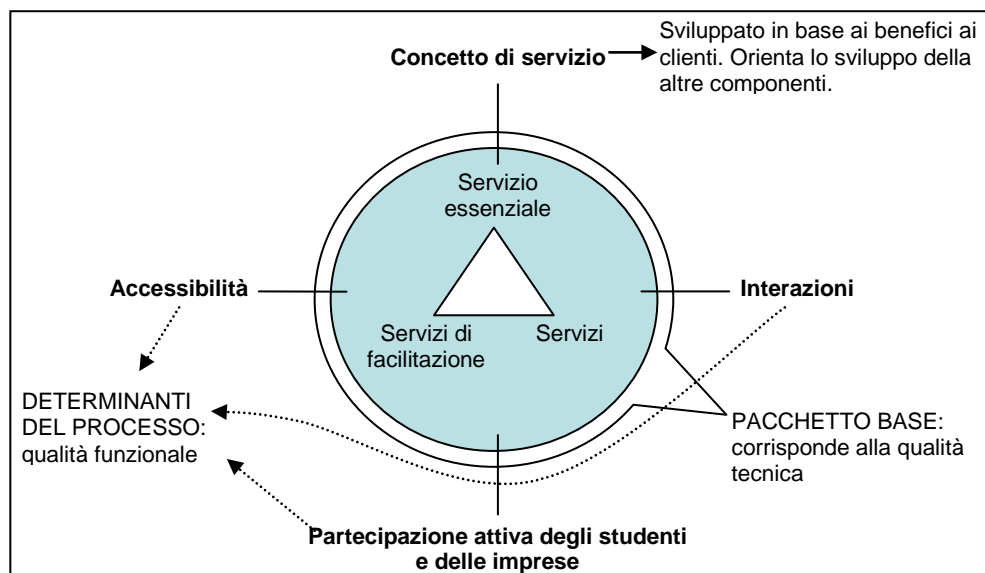 Sviluppato in base ai benefici ai
clienti. Orienta lo sviluppo della
altre componenti.
Concetto di servizio
Servizio
essenziale
Accessibilità
Interazioni
Servizi di
facilitazione
Servizi
DETERMINANTI
DEL PROCESSO:
qualità funzionale
PACCHETTO BASE:
corrisponde alla qualità
tecnica
Partecipazione attiva degli studenti
e delle imprese